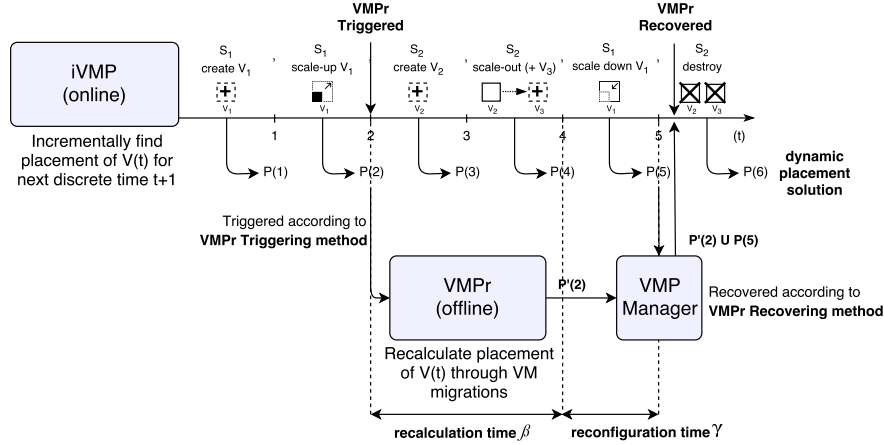 VMPr
Triggered
VMPr
Recovered
iVMP
(online)
S1
create V1
,
S1
scale-up V1
,
S2
create V2
,
S2
scale-out (+ V3)
,
S1
scale down V1
,
S2
destroy
V1
V1
V2
V2
V3
V1
V2
V3
1
2
3
4
5
(t)
Incrementally find
placement of V(t) for
next discrete time t+1
P(1)
P(2)
P(3)
P(4)
P(5)
P(6)
dynamic
placement
solution
Triggered according to
VMPr Triggering method
P'(2) U P(5)
VMPr
(offline)
P'(2)
VMP
Manager
Recovered according to
VMPr Recovering method
Recalculate placement
of V(t) through VM
migrations
recalculation time β
reconfiguration time γ